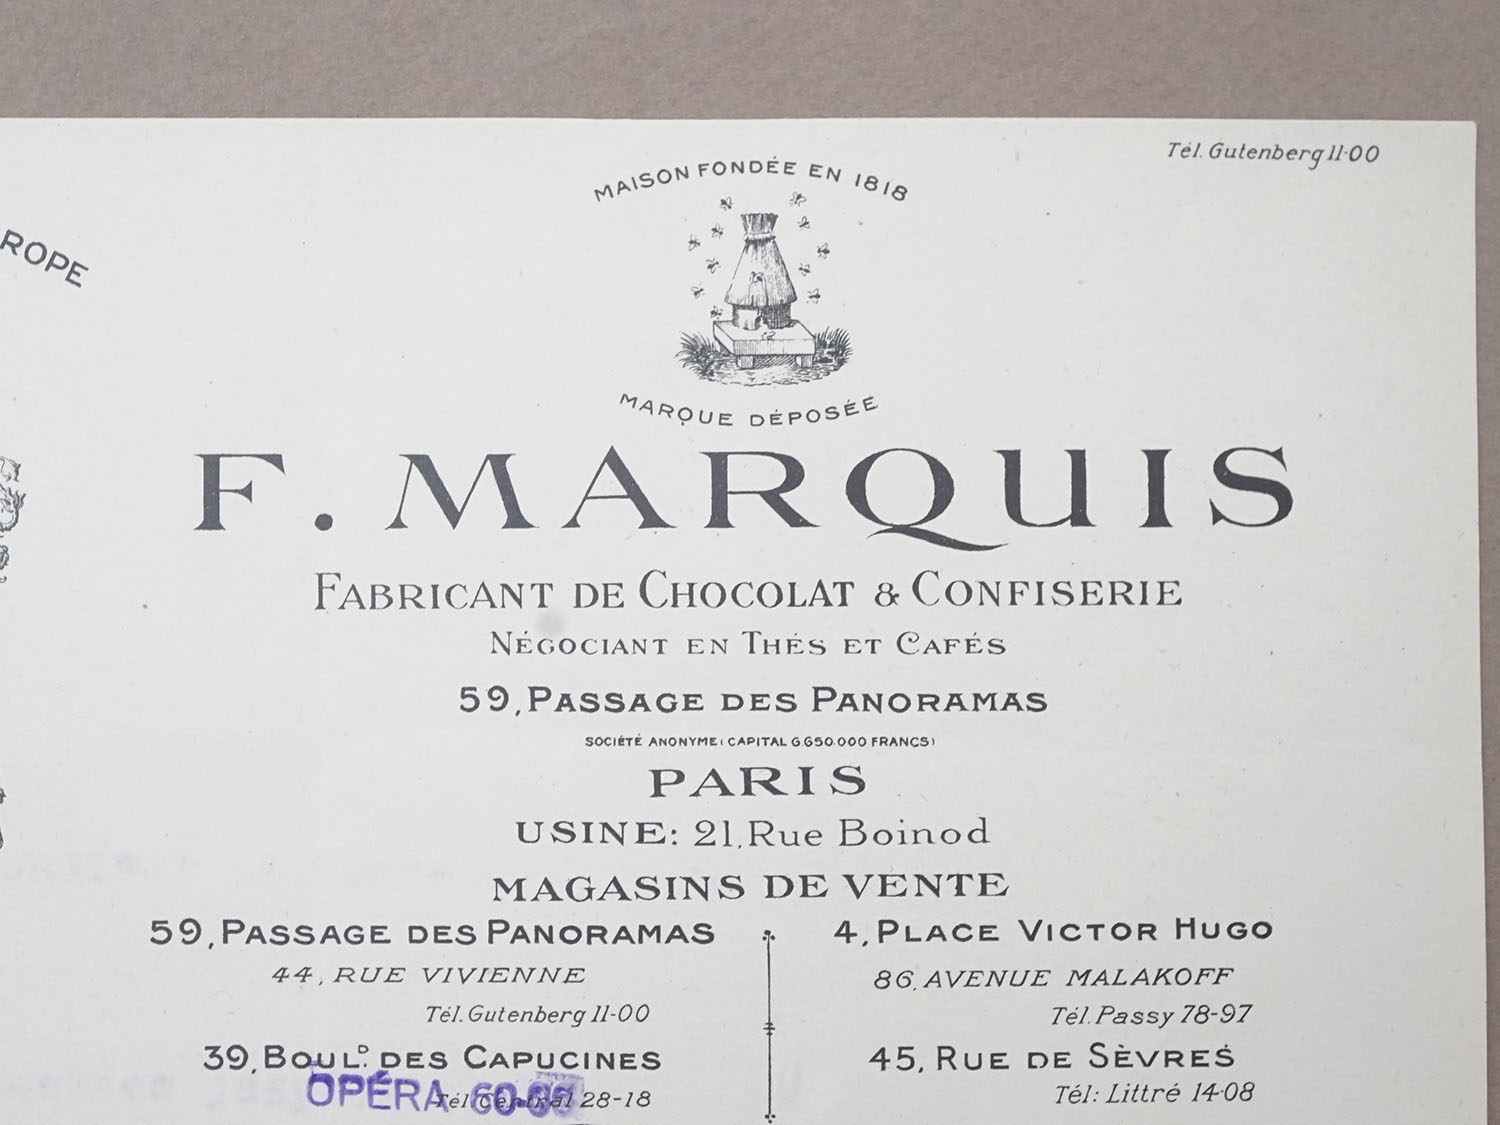 Tél. Gutenberg 11-00
MAISON FONDÉE EN 1818
ROPE
MARQUE DÉPOSÉE
F. MARQUIS
FABRICANT DE CHOCOLAT & CONFISERIE
NÉGOCIANT EN THÉS ET CAFÉS
59, PASSAGE DES PANORAMAS
SOCIÉTÉ ANONYME (CAPITAL 6.650.000 FRANCS)
PARIS
USINE: 21, Rue Boinod
MAGASINS DE VENTE
59, PASSAGE DES PANORAMAS
44, RUE VIVIENNE
Tél. Gutenberg 11-00
39, BOUL.D DES CAPUCINES
OPÉRA
Tél. Central 28-18
4, PLACE VICTOR HUGO
86, AVENUE MALAKOFF
Tél. Passy 78-97
45, RUE DE SÈVRES
Tél: Littré 14-08